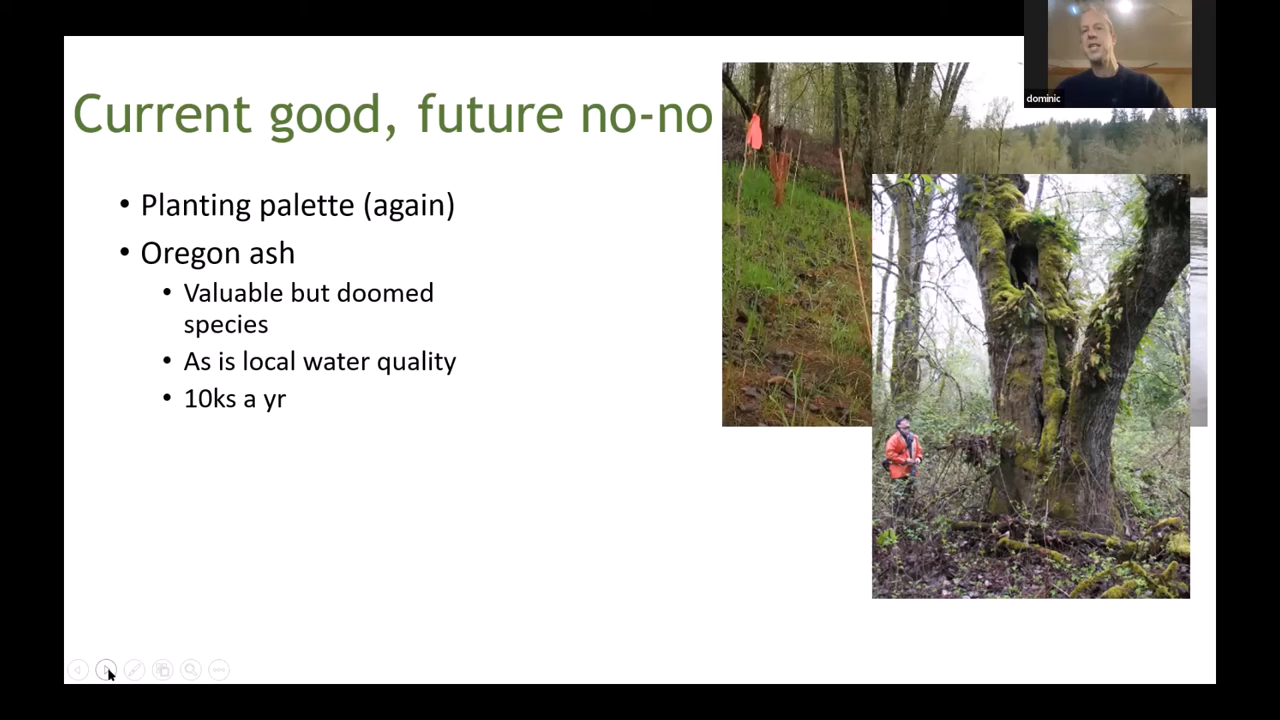 dominic
Current good, future no-no
• Planting palette (again)
• Oregon ash
• Valuable but doomed
species
• As is local water quality
• 10ks a yr